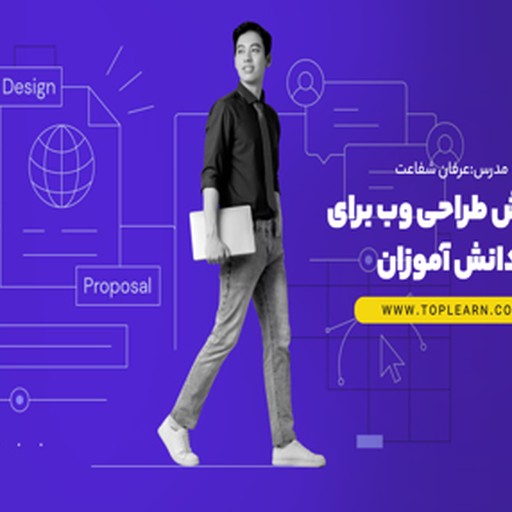 Design
Proposal
مدرس:عرفان شفاعت
طراحی وب برای
دانش آموزان
WWW.TOPLEARN.CO